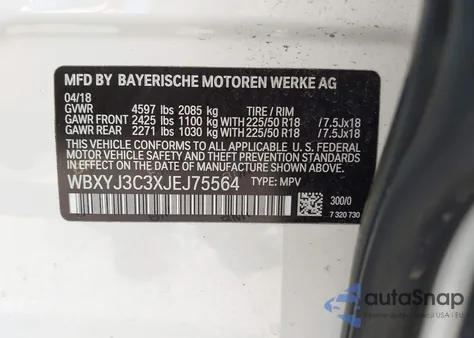 MFD BY BAYERISCHE MOTOREN WERKE AG
04/18
GVWR 4597 lbs 2085 kg TIRE / RIM
GAWR FRONT 2425 lbs 1100 kg WITH 225/50 R18 /7.5Jx18
GAWR REAR 2271 lbs 1030 kg WITH 225/50 R18 /7.5Jx18
THIS VEHICLE CONFORMS TO ALL APPLICABLE U.S.
FEDERAL MOTOR VEHICLE SAFETY, BUMPER, AND THEFT
PREVENTION STANDARDS IN EFFECT ON THE DATE OF
MANUFACTURE SHOWN ABOVE.
WBXYJ3C3XJEJ75564 TYPE: MPV
300/0
7 320 730
autoSnap